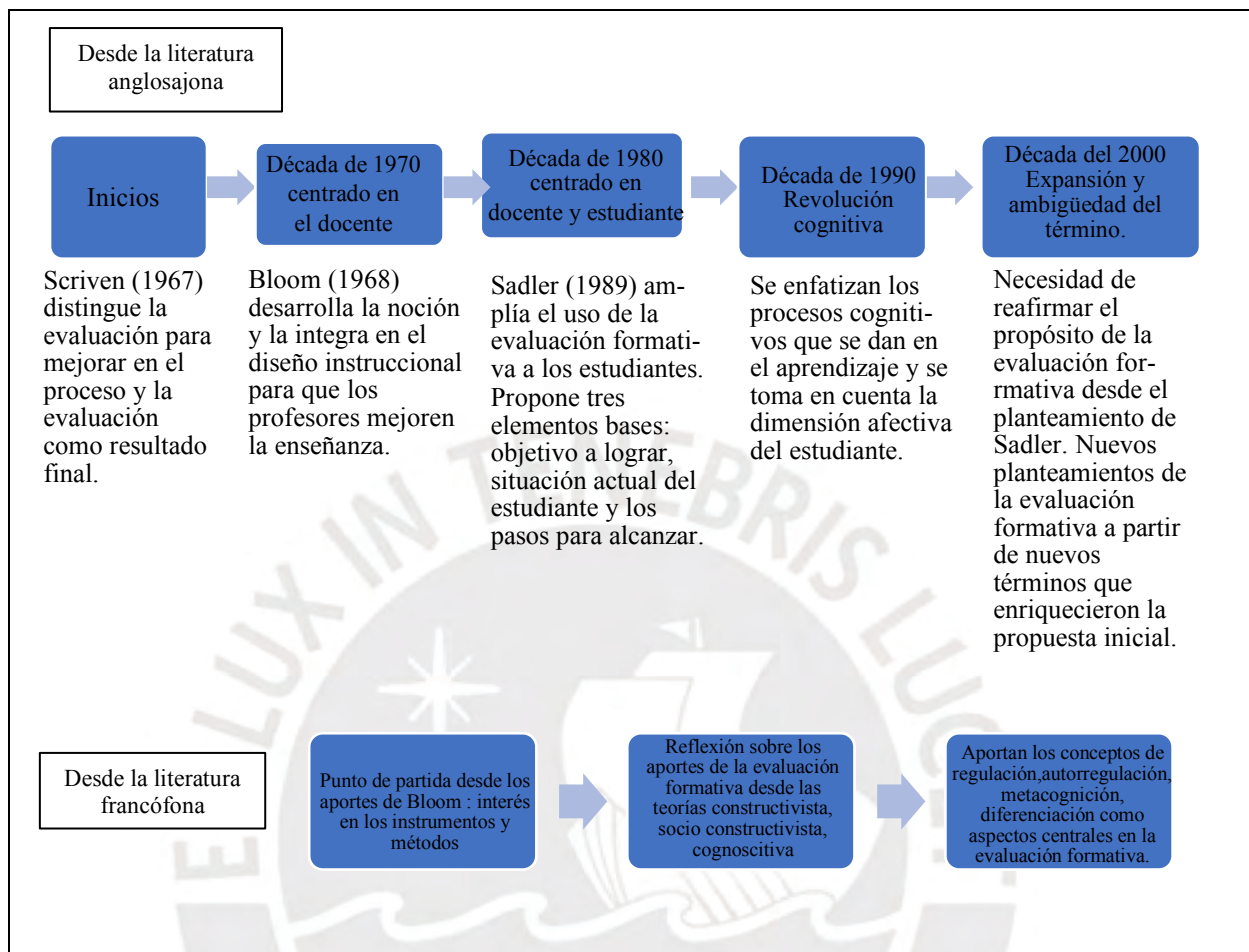 Desde la literatura
anglosajona
Inicios
Década de 1970
centrado en
el docente
Década de 1980
centrado en
docente y estudiante
Década de 1990
Revolución
cognitiva
Década del 2000
Expansión y
ambigüedad del
término.
Scriven (1967)
distingue la
evaluación para
mejorar en el
proceso y la
evaluación
como resultado
final.
Bloom (1968)
desarrolla la noción
y la integra en el
diseño instruccional
para que los
profesores mejoren
la enseñanza.
Sadler (1989) am-
plía el uso de la
evaluación formati-
va a los estudiantes.
Propone tres
elementos bases:
objetivo a lograr,
situación actual del
estudiante y los
pasos para alcanzar.
Se enfatizan los
procesos cogniti-
vos que se dan en
el aprendizaje y se
toma en cuenta la
dimensión afectiva
del estudiante.
Necesidad de
reafirmar el
propósito de la
evaluación for-
rmativa desde el
planteamiento de
Sadler. Nuevos
planteamientos de
la evaluación
formativa a partir
de nuevos
términos que
enriquecieron la
propuesta inicial.
Desde la literatura
francófona
Punto de partida desde los
aportes de Bloom : interés
en los instrumentos y
métodos
Reflexión sobre los
aportes de la evaluación
formativa desde las
teorías constructivista,
socio constructivista,
cognoscitiva
Aportan los conceptos de
regulación,autorregulación,
metacognición,
diferenciación como
aspectos centrales en la
evaluación formativa.
E LUX IN TENEBRIS LUC